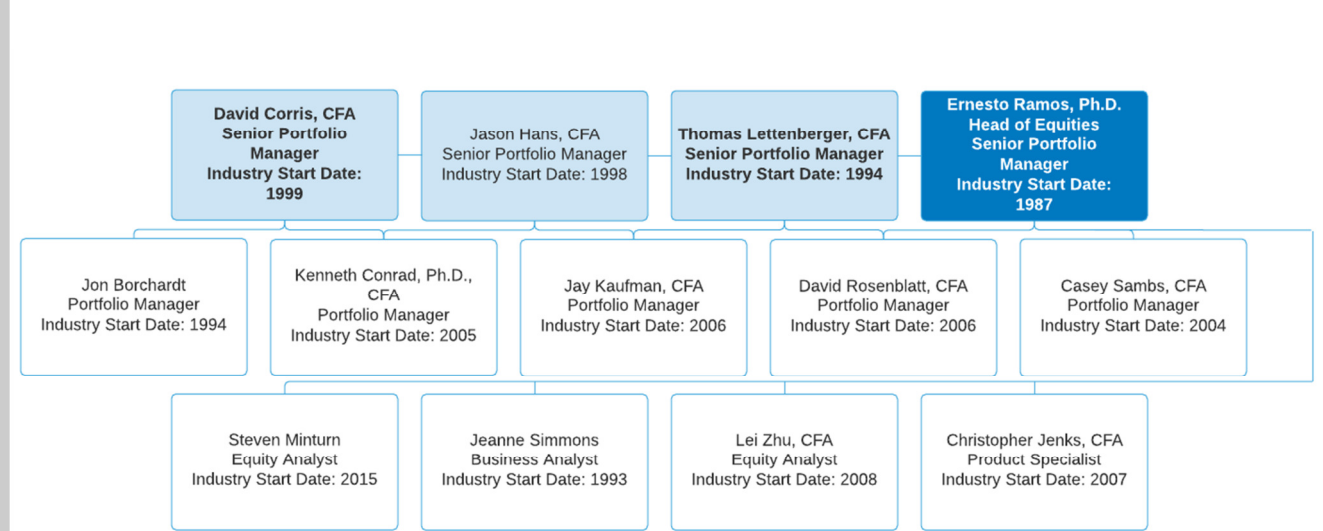 David Corris, CFA
Senior Portfolio
Manager
Industry Start Date:
1999
Jason Hans, CFA
Senior Portfolio Manager
Industry Start Date: 1998
Thomas Lettenberger, CFA
Senior Portfolio Manager
Industry Start Date: 1994
Ernesto Ramos, Ph.D.
Head of Equities
Senior Portfolio
Manager
Industry Start Date:
1987
Jon Borchardt
Portfolio Manager
Industry Start Date: 1994
Kenneth Conrad, Ph.D.,
CFA
Portfolio Manager
Industry Start Date: 2005
Jay Kaufman, CFA
Portfolio Manager
Industry Start Date: 2006
David Rosenblatt, CFA
Portfolio Manager
Industry Start Date: 2006
Casey Sambs, CFA
Portfolio Manager
Industry Start Date: 2004
Steven Minturn
Equity Analyst
Industry Start Date: 2015
Jeanne Simmons
Business Analyst
Industry Start Date: 1993
Lei Zhu, CFA
Equity Analyst
Industry Start Date: 2008
Christopher Jenks, CFA
Product Specialist
Industry Start Date: 2007